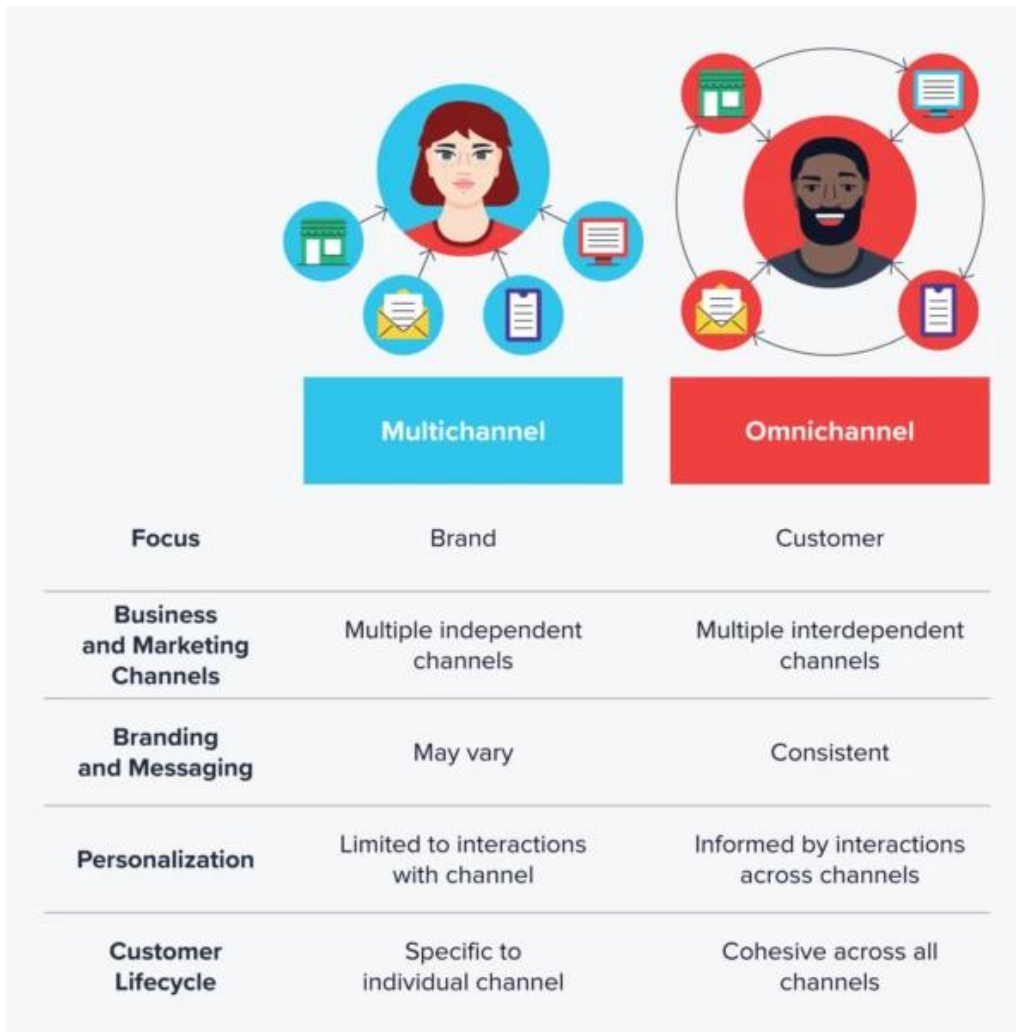 Multichannel
Omnichannel
Focus
Brand
Customer
Business
and Marketing
Channels
Multiple independent
channels
Multiple interdependent
channels
Branding
and Messaging
May vary
Consistent
Personalization
Limited to interactions
with channel
Informed by interactions
across channels
Customer
Lifecycle
Specific to
individual channel
Cohesive across all
channels